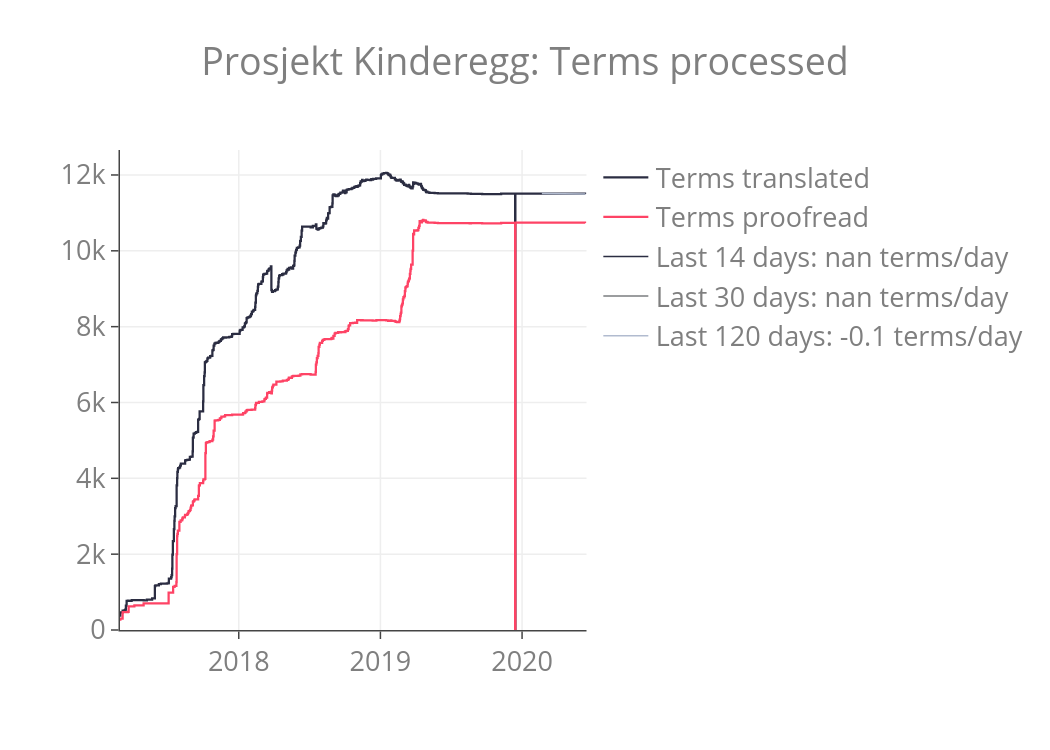 Prosjekt Kinderegg: Terms processed
12k
10k
8k
6k
4k
2k
0
2018
2019
2020
Terms translated
Terms proofread
Last 14 days: nan terms/day
Last 30 days: nan terms/day
Last 120 days: -0.1 terms/day